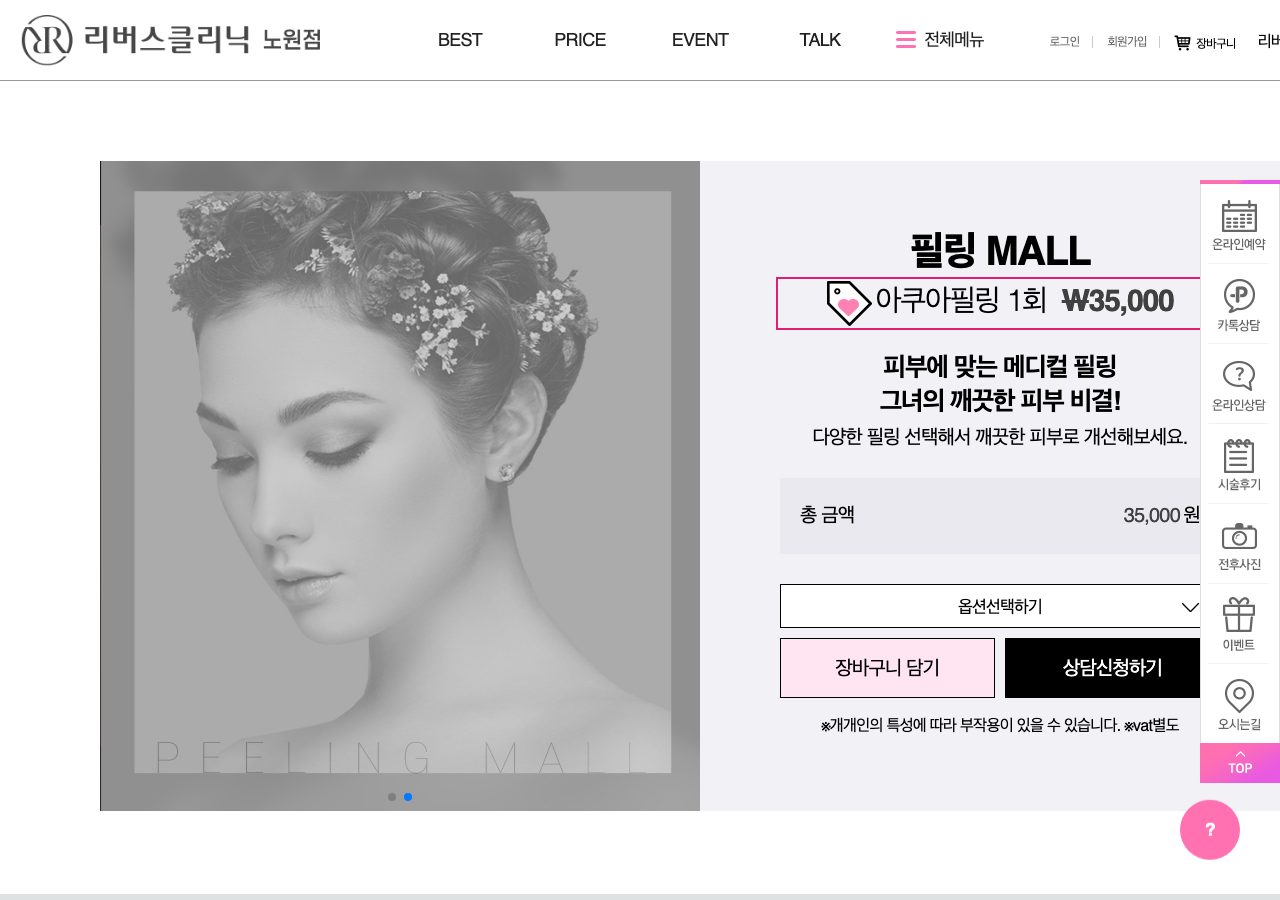 리버스클리닉 노원점
BEST
PRICE
EVENT
TALK
전체메뉴
로그인
회원가입
장바구니
리버
필링 MALL
아쿠아필링 1회 ₩35,000
피부에 맞는 메디컬 필링
그녀의 깨끗한 피부 비결!
다양한 필링 선택해서 깨끗한 피부로 개선해보세요.
총 금액 35,000 원
옵션선택하기
장바구니 담기
상담신청하기
※개개인의 특성에 따라 부작용이 있을 수 있습니다. ※vat별도
PEELING MALL
온라인예약
카톡상담
온라인상담
시술후기
전후사진
이벤트
오시는길
TOP
?